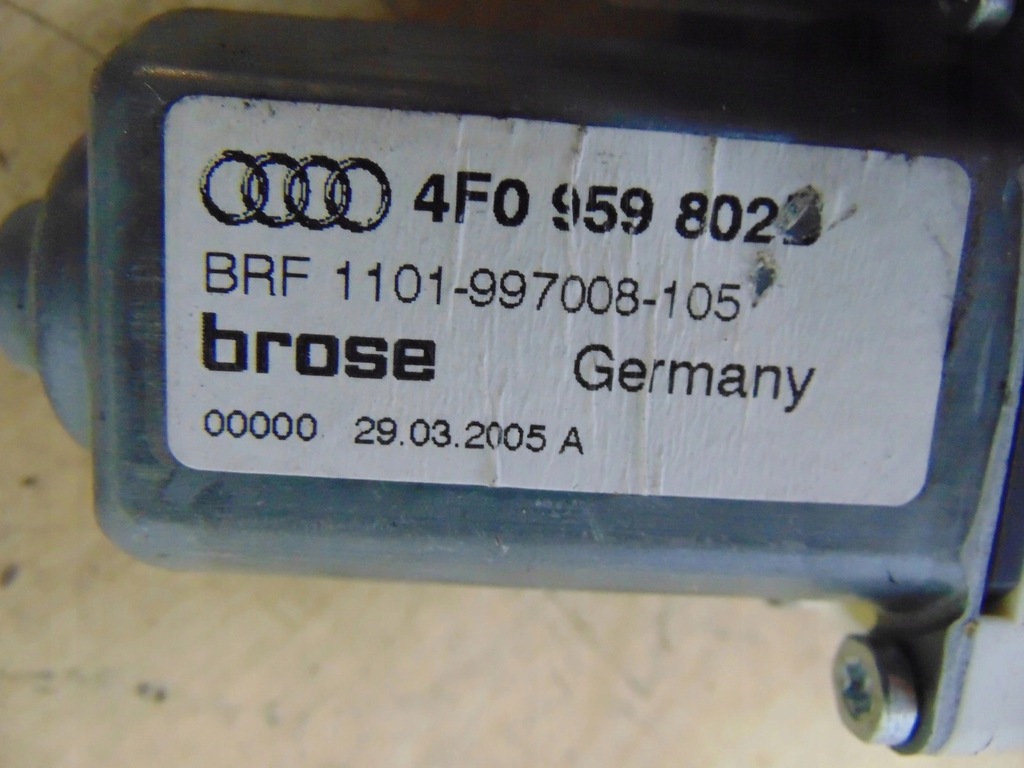 4F0 959 802
BRF 1101-997008-105
brose Germany
00000 29.03.2005 A